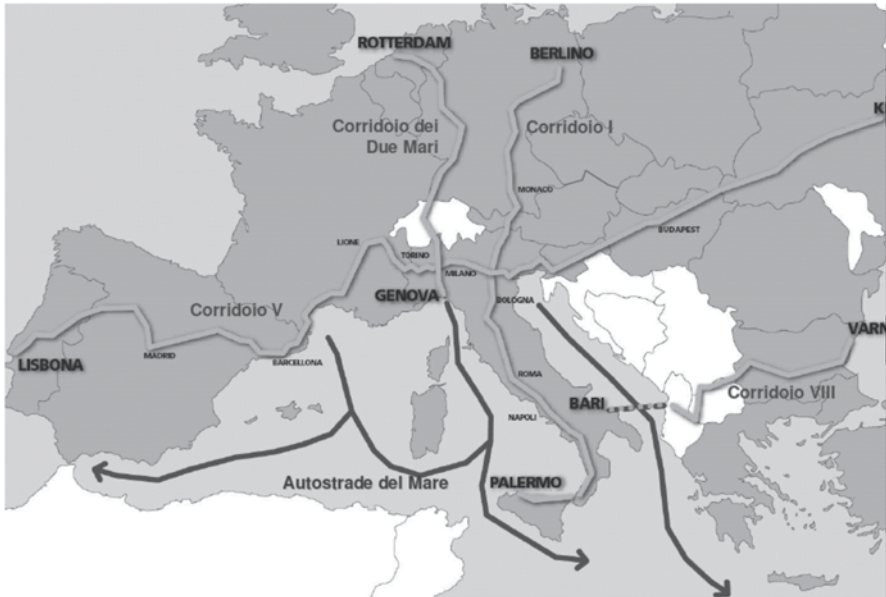 ROTTERDAM
BERLINO
K
Corridoio dei
Due Mari
Corridoio I
MONACO
LIONE
BUDAPEST
TORINO
MILANO
GENOVA
BOLOGNA
Corridoio V
VARN
LISBONA
MADRID
BARCELLONA
ROMA
Corridoio VIII
BARI
NAPOLI
Autostrade del Mare
PALERMO